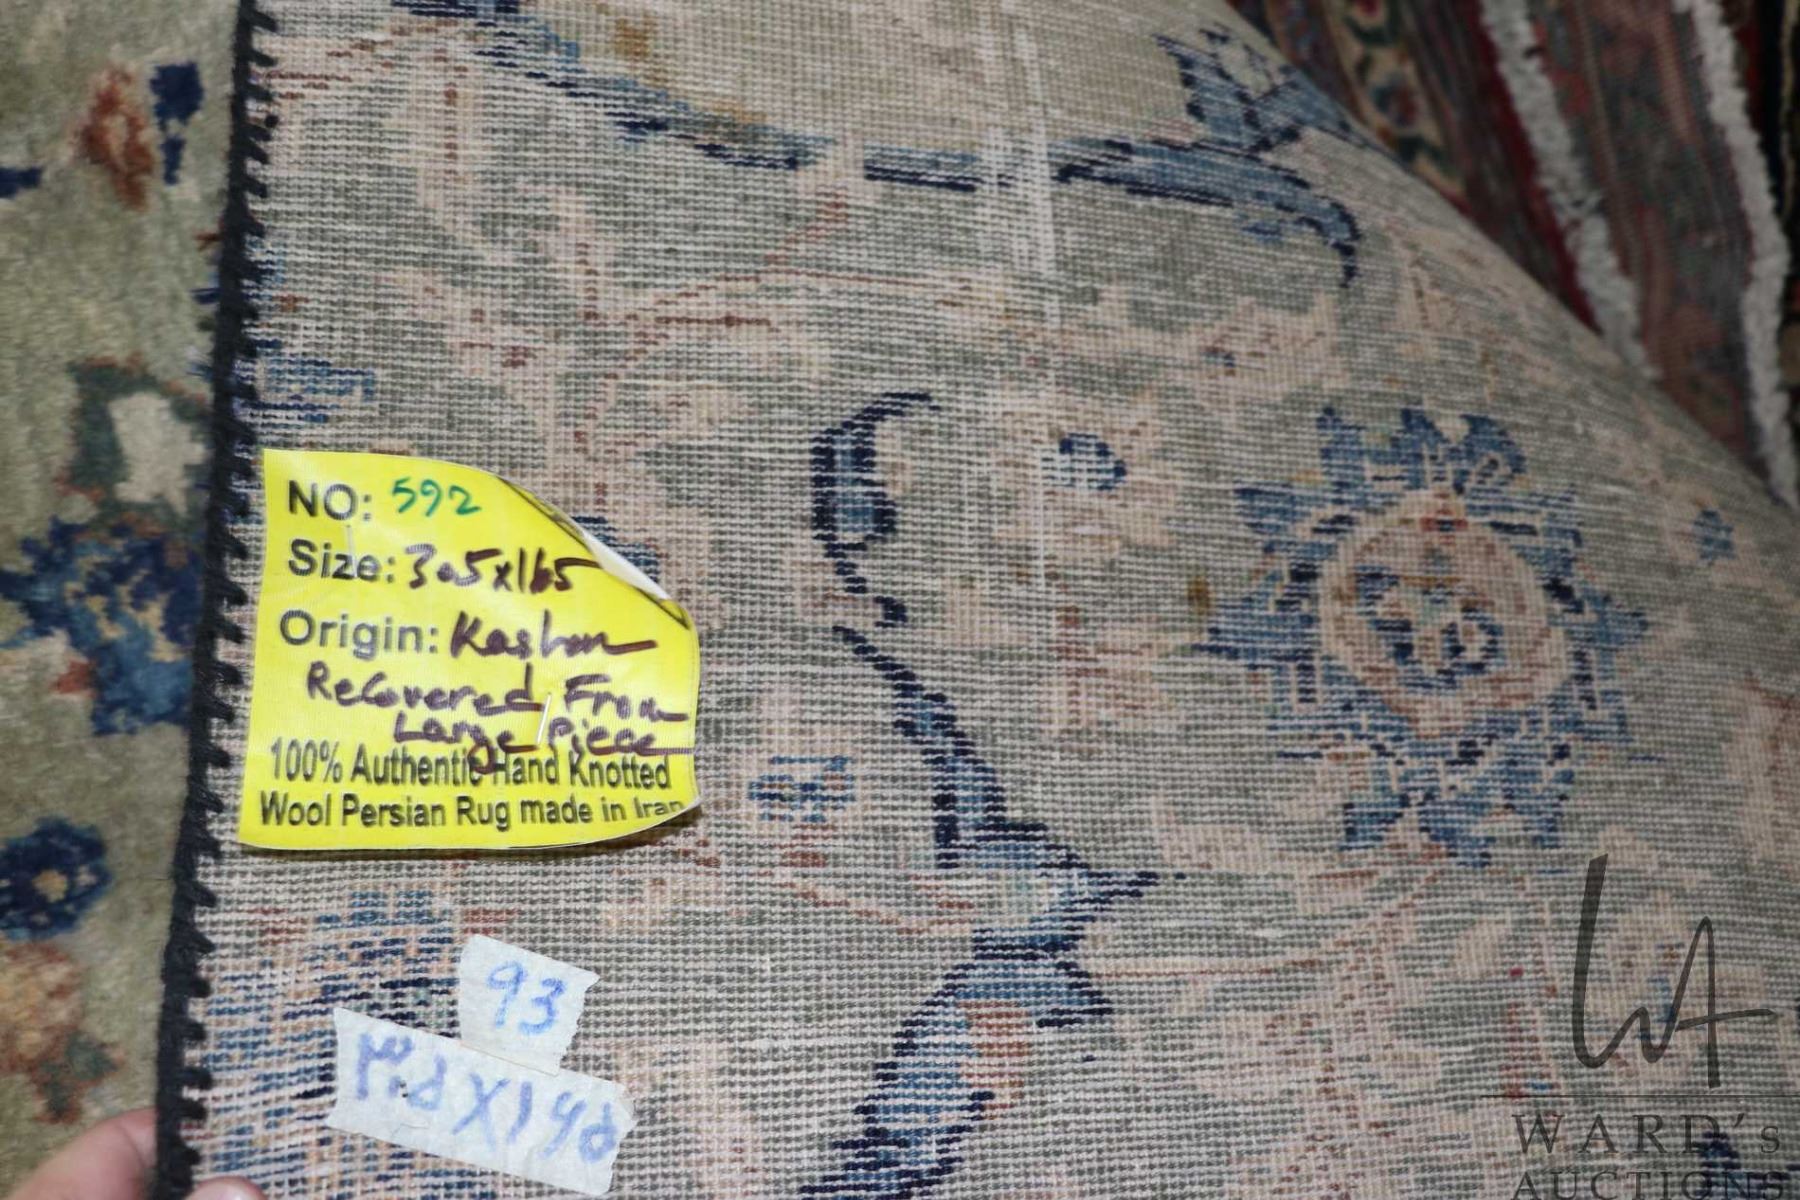 NO: 592
Size: 305x165
Origin: Kashan
Recovered From
Large Piece
100% Authentic Hand Knotted
Wool Persian Rug made in Iran
93
WA
WARD's
AUCTIONS